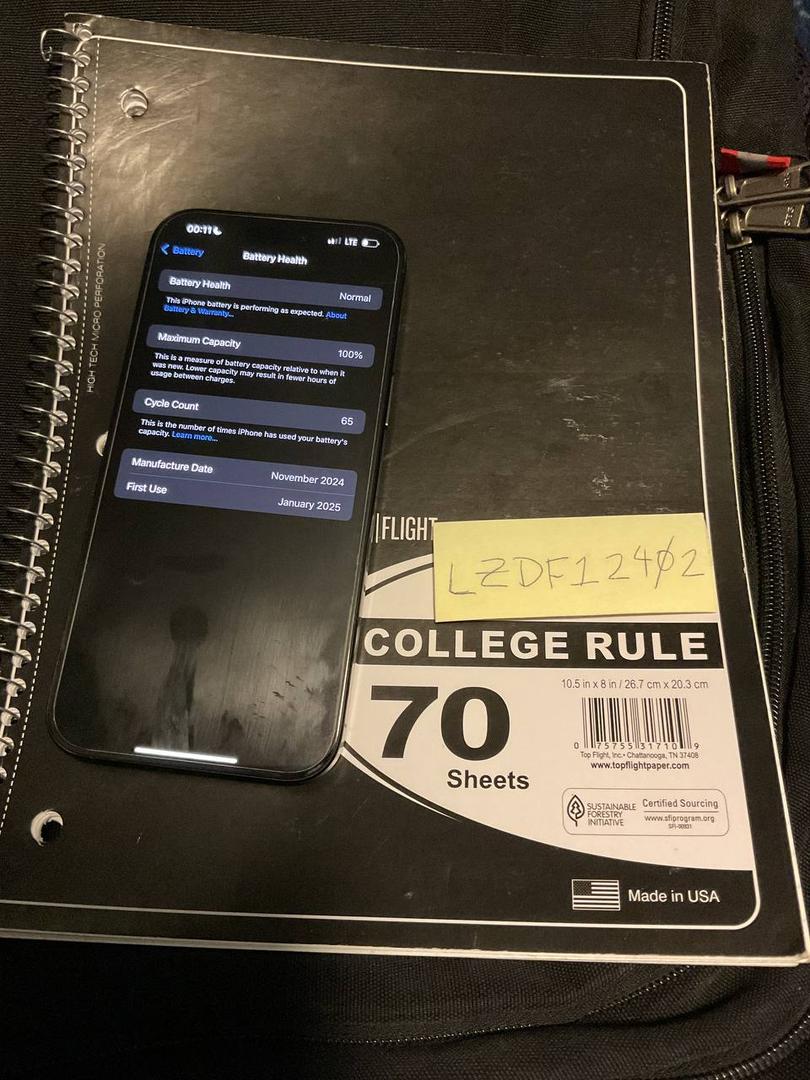 00:11
LTE
Battery
Battery Health
Battery Health
Normal
This iPhone battery is performing as expected. About
Battery & Warranty...
Maximum Capacity
100%
This is a measure of battery capacity relative to when it
was new. Lower capacity may result in fewer hours of
usage between charges.
Cycle Count
65
This is the number of times iPhone has used your battery's
capacity. Learn more...
Manufacture Date
November 2024
First Use
January 2025
HIGH TECH MICRO PERFORATION
FLIGHT
LZDF12402
COLLEGE RULE
70
Sheets
10.5 in x 8 in / 26.7 cm x 20.3 cm
0 75755 31710 9
Top Flight, Inc. • Chattanooga, TN 37408
www.topflightpaper.com
SUSTAINABLE
FORESTRY
INITIATIVE
Certified Sourcing
www.sfiprogram.org
Made in USA